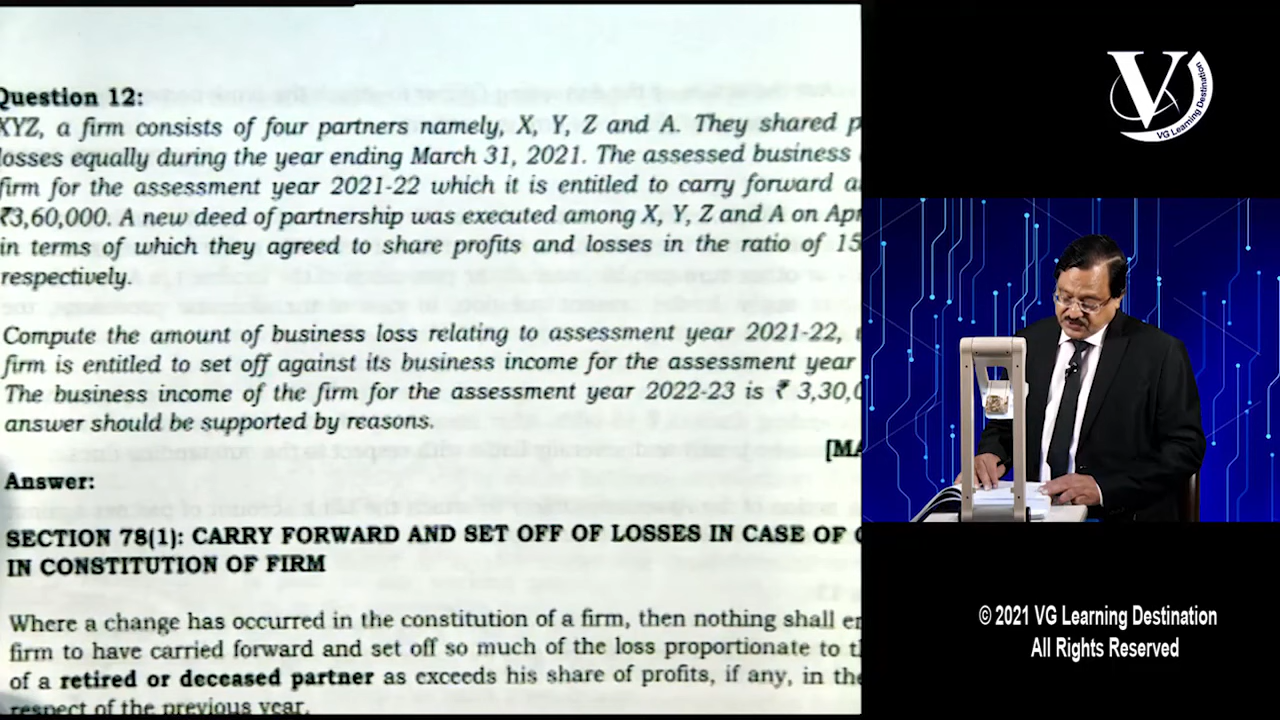 Question 12:
XYZ, a firm consists of four partners namely, X, Y, Z and A. They shared p
losses equally during the year ending March 31, 2021. The assessed business
firm for the assessment year 2021-22 which it is entitled to carry forward a
₹3,60,000. A new deed of partnership was executed among X, Y, Z and A on Apr
in terms of which they agreed to share profits and losses in the ratio of 15
respectively.
Compute the amount of business loss relating to assessment year 2021-22,
firm is entitled to set off against its business income for the assessment year
The business income of the firm for the assessment year 2022-23 is ₹ 3,30,0
answer should be supported by reasons.
[MA
Answer:
SECTION 78(1): CARRY FORWARD AND SET OFF OF LOSSES IN CASE OF C
IN CONSTITUTION OF FIRM
Where a change has occurred in the constitution of a firm, then nothing shall en
firm to have carried forward and set off so much of the loss proportionate to th
of a retired or deceased partner as exceeds his share of profits, if any, in the
respect of the previous year.
V
VG Learning Destination
© 2021 VG Learning Destination
All Rights Reserved